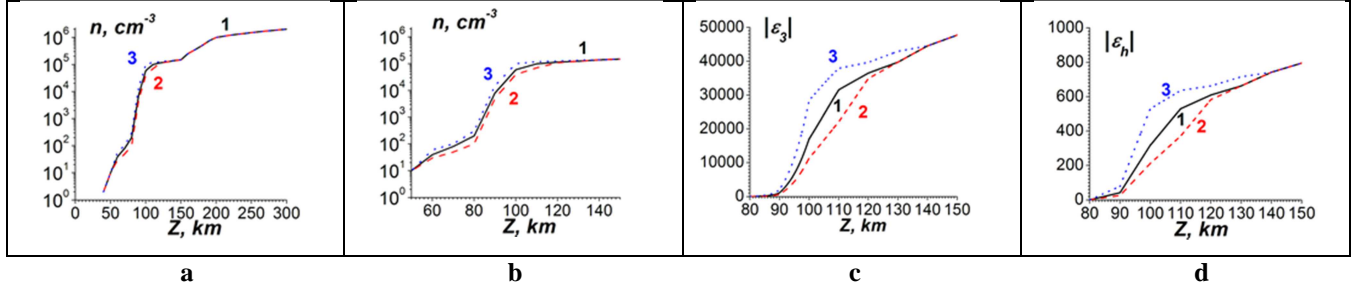 n, cm⁻³
1
3
2
10⁶
10⁵
10⁴
10³
10²
10¹
10⁰
0 50 100 150 200 250 300
Z, km
a
n, cm⁻³
1
3
2
10⁶
10⁵
10⁴
10³
10²
10¹
10⁰
60 80 100 120 140
Z, km
b
|ε₃|
3
1
2
50000
40000
30000
20000
10000
0
80 90 100 110 120 130 140 150
Z, km
c
|εₕ|
3
1
2
1000
800
600
400
200
0
80 90 100 110 120 130 140 150
Z, km
d